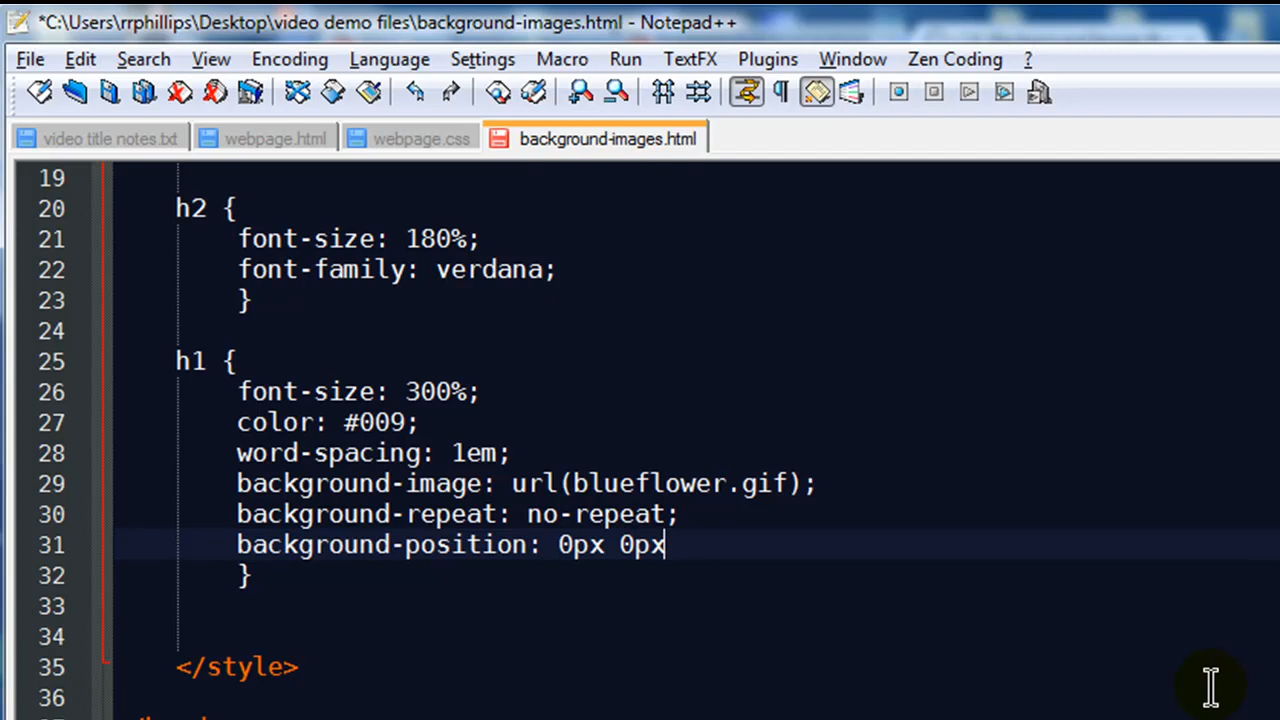 *C:\Users\rrphillips\Desktop\video demo files\background-images.html - Notepad++
File Edit Search View Encoding Language Settings Macro Run TextFX Plugins Window Zen Coding ?
video title notes.txt webpage.html webpage.css background-images.html
19
20 h2 {
21 font-size: 180%;
22 font-family: verdana;
23 }
24
25 h1 {
26 font-size: 300%;
27 color: #009;
28 word-spacing: 1em;
29 background-image: url(blueflower.gif);
30 background-repeat: no-repeat;
31 background-position: 0px 0px
32 }
33
34
35 </style>
36